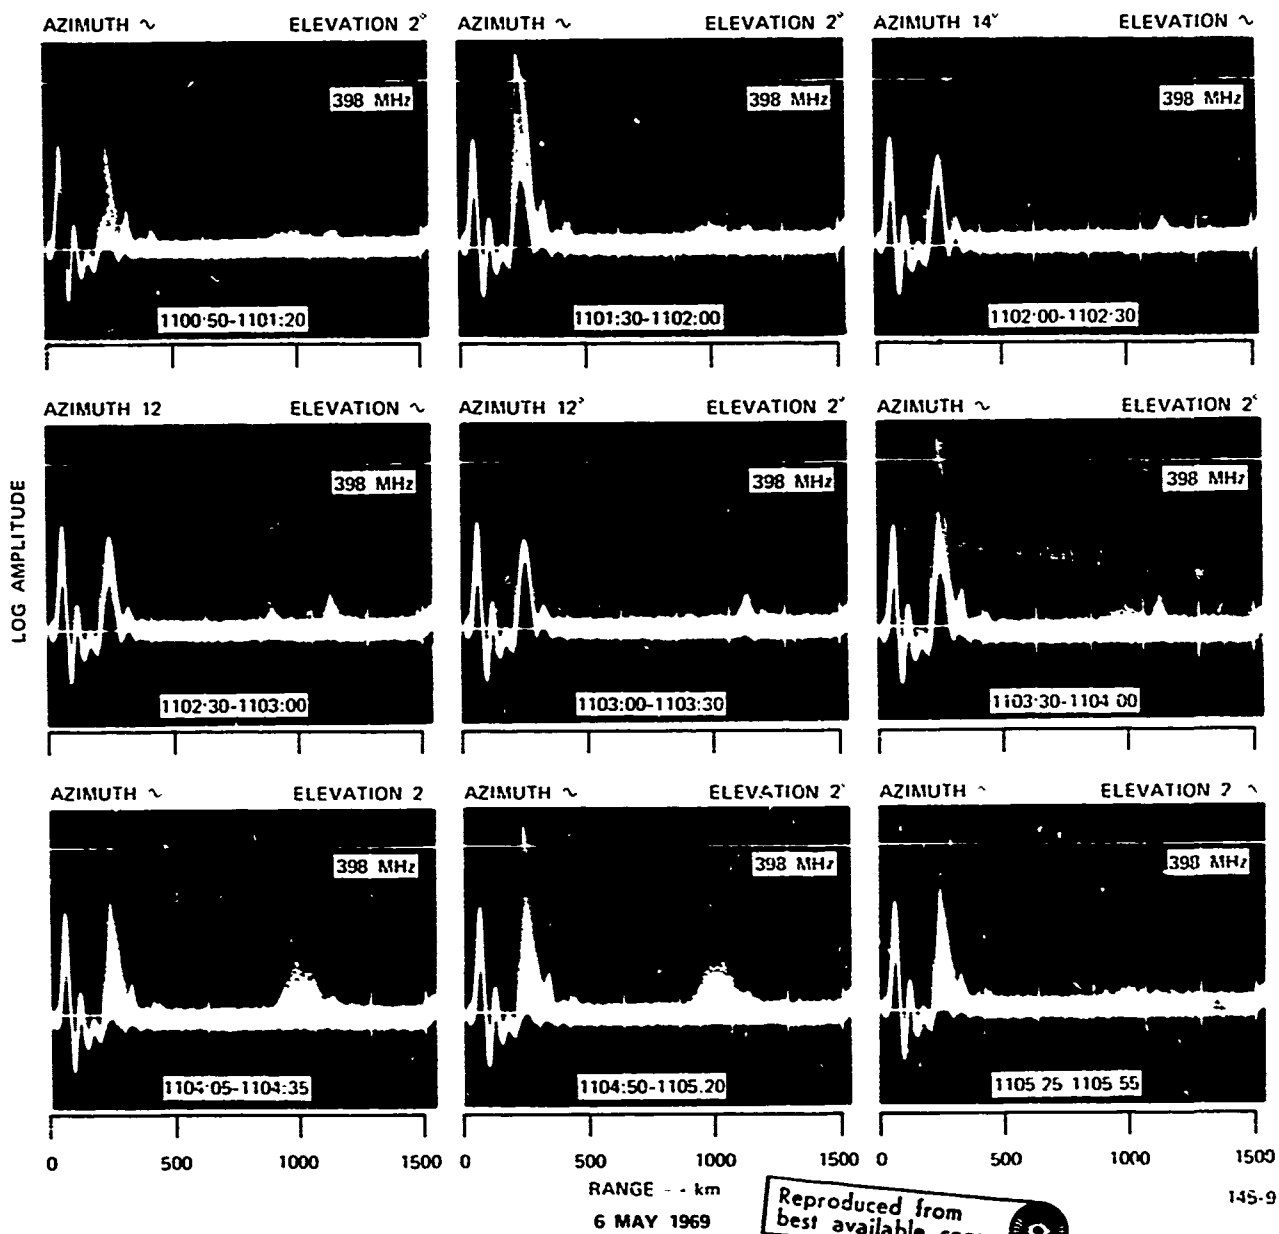 AZIMUTH ~ ELEVATION 2° AZIMUTH ~ ELEVATION 2° AZIMUTH 14° ELEVATION ~
398 MHz 398 MHz 398 MHz
1100:50-1101:20 1101:30-1102:00 1102:00-1102:30
AZIMUTH 12 ELEVATION ~ AZIMUTH 12° ELEVATION 2° AZIMUTH ~ ELEVATION 2°
398 MHz 398 MHz 398 MHz
LOG AMPLITUDE
1102:30-1103:00 1103:00-1103:30 1103:30-1104 00
AZIMUTH ~ ELEVATION 2 AZIMUTH ~ ELEVATION 2° AZIMUTH ~ ELEVATION 2 ~
398 MHz 398 MHz 398 MHz
1104:05-1104:35 1104:50-1105.20 1105 25 1105 55
0 500 1000 1500 0 500 1000 1500 0 500 1000 1500
RANGE - - km
6 MAY 1969
145-9
Reproduced from
best available